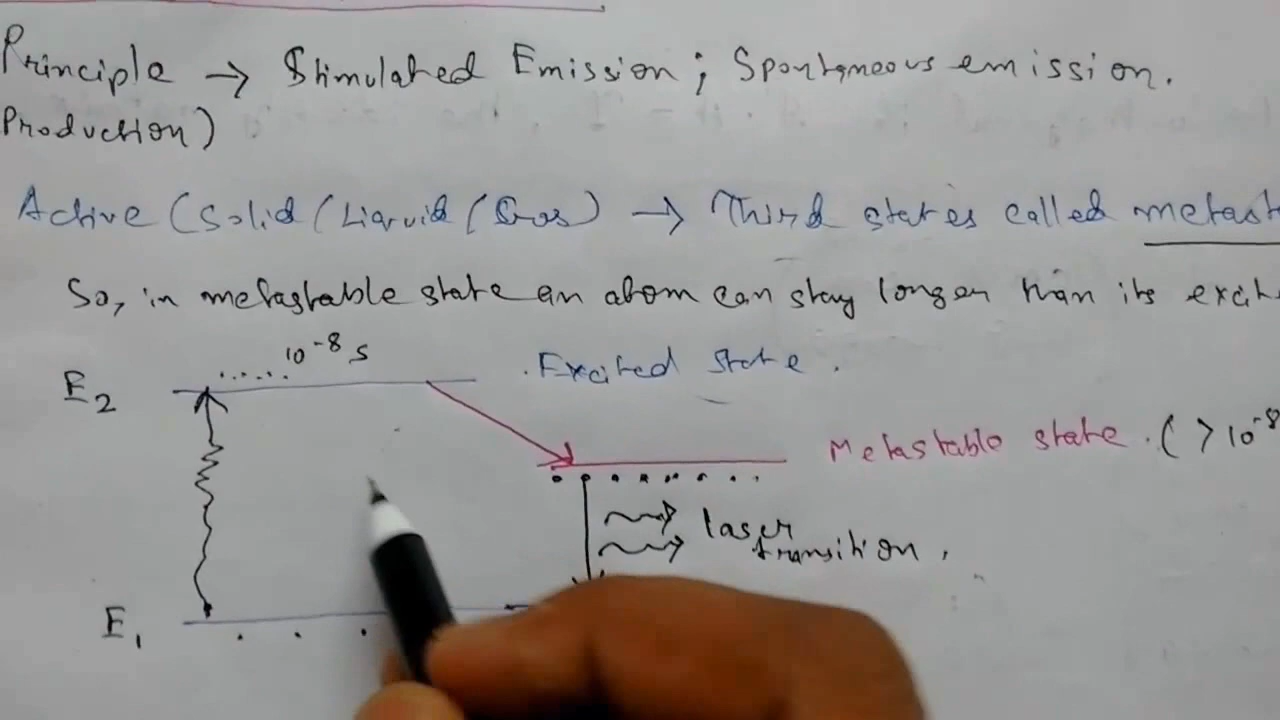 Principle → Stimulated Emission; Spontaneous emission.
Production)
Active (Solid/Liquid/Gas) → Third states called metast
So, in metastable state an atom can stay longer than its excit
10⁻⁸ s
E₂
Excited state.
Metastable state. (>10⁻⁸
laser transition.
E₁